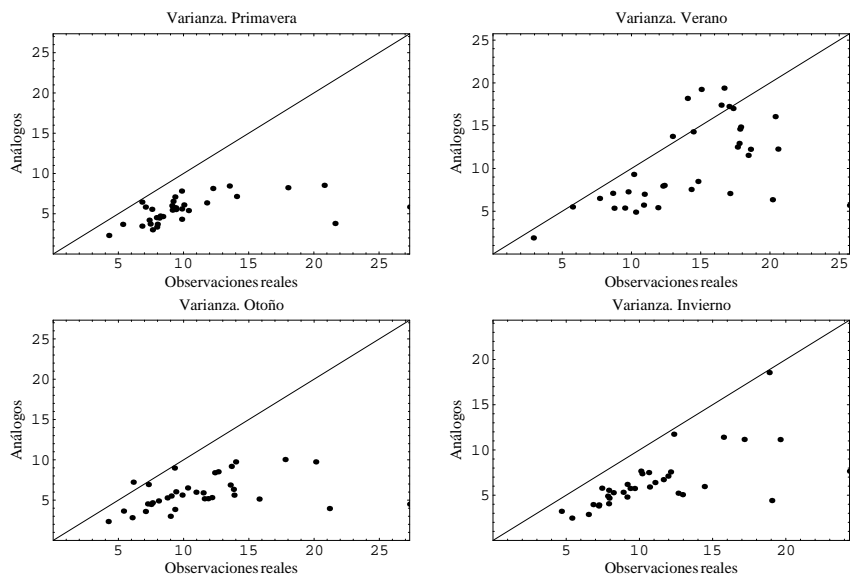 Varianza. Primavera
25
20
15
10
5
Análogos
5 10 15 20 25
Observaciones reales
Varianza. Verano
25
20
15
10
5
Análogos
5 10 15 20 25
Observaciones reales
Varianza. Otoño
25
20
15
10
5
Análogos
5 10 15 20 25
Observaciones reales
Varianza. Invierno
20
15
10
5
Análogos
5 10 15 20
Observaciones reales